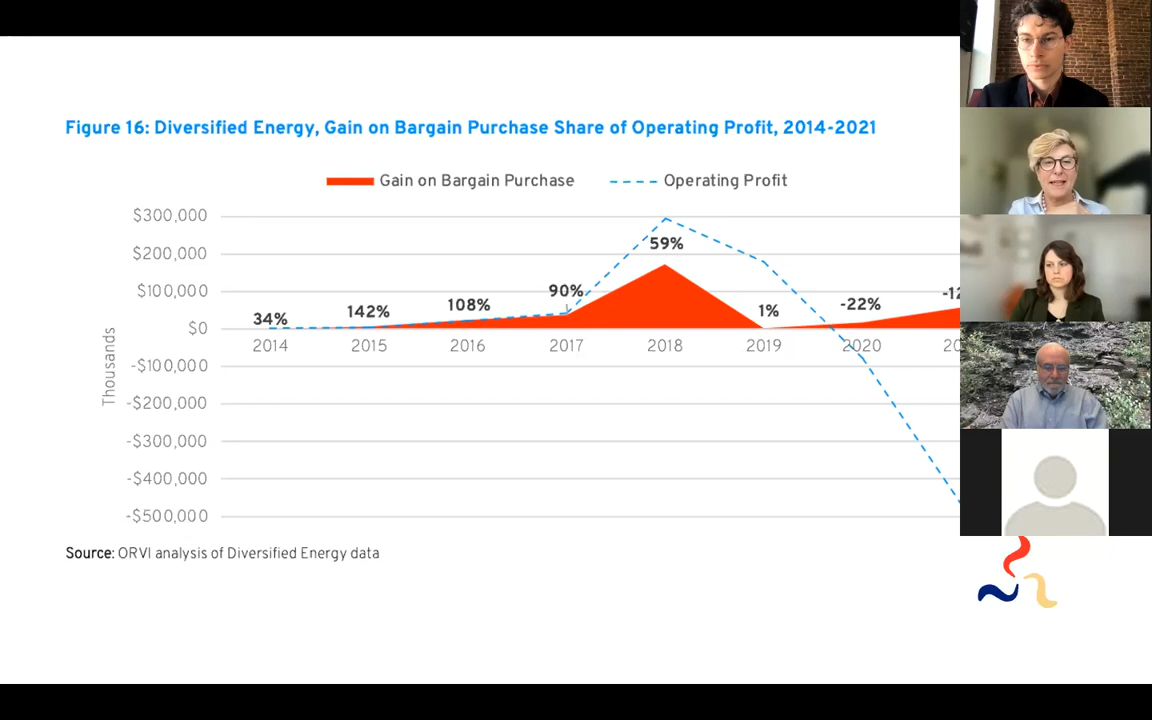 Figure 16: Diversified Energy, Gain on Bargain Purchase Share of Operating Profit, 2014-2021
Gain on Bargain Purchase Operating Profit
$300,000
$200,000
$100,000
$0
-$100,000
-$200,000
-$300,000
-$400,000
-$500,000
Thousands
34% 142% 108% 90% 59% 1% -22%
2014 2015 2016 2017 2018 2019 2020
Source: ORVI analysis of Diversified Energy data